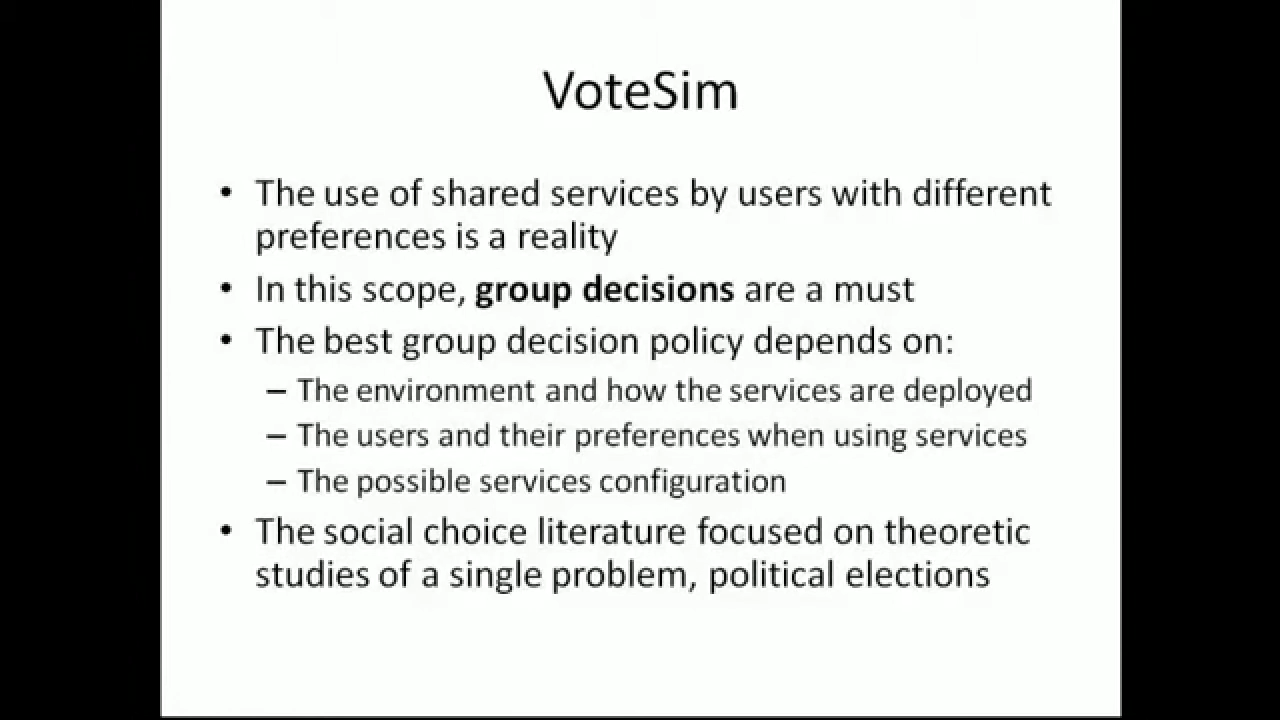 VoteSim
• The use of shared services by users with different
preferences is a reality
• In this scope, group decisions are a must
• The best group decision policy depends on:
– The environment and how the services are deployed
– The users and their preferences when using services
– The possible services configuration
• The social choice literature focused on theoretic
studies of a single problem, political elections